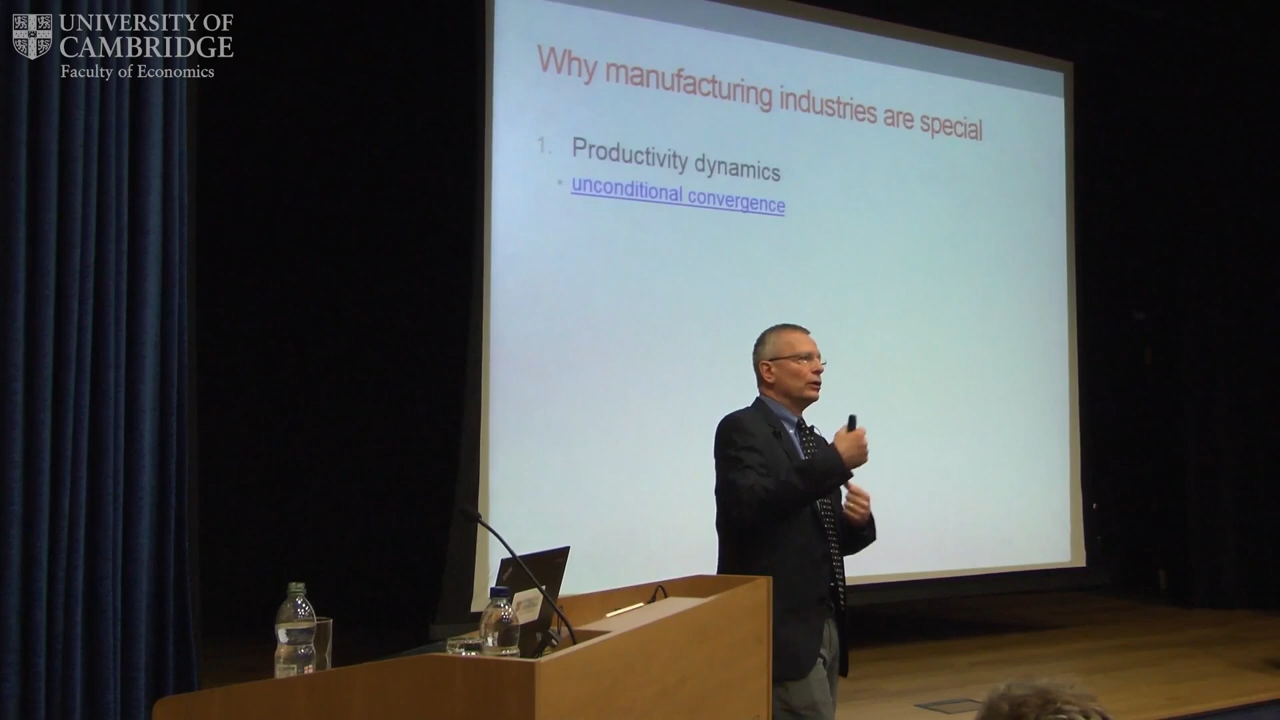 UNIVERSITY OF
CAMBRIDGE
Faculty of Economics
Why manufacturing industries are special
1. Productivity dynamics
• unconditional convergence